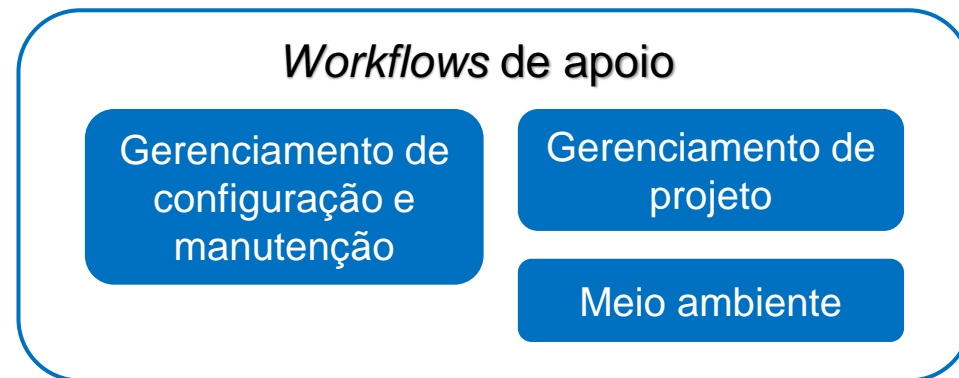 Workflows de apoio
Gerenciamento de
configuração e
manutenção
Gerenciamento de
projeto
Meio ambiente